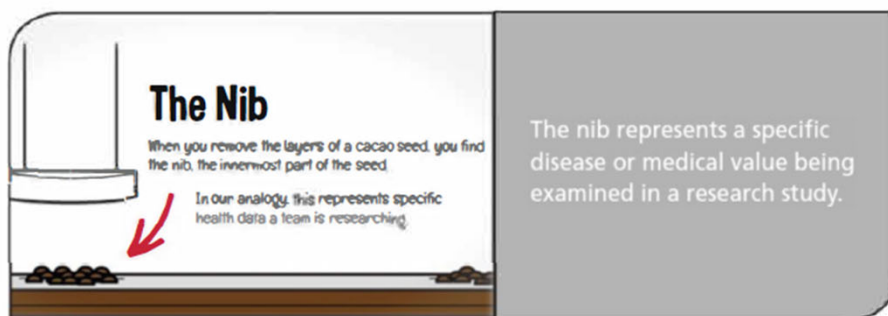 The Nib
When you remove the layers of a cacao seed, you find
the nib, the innermost part of the seed.
In our analogy, this represents specific
health data a team is researching.
The nib represents a specific
disease or medical value being
examined in a research study.